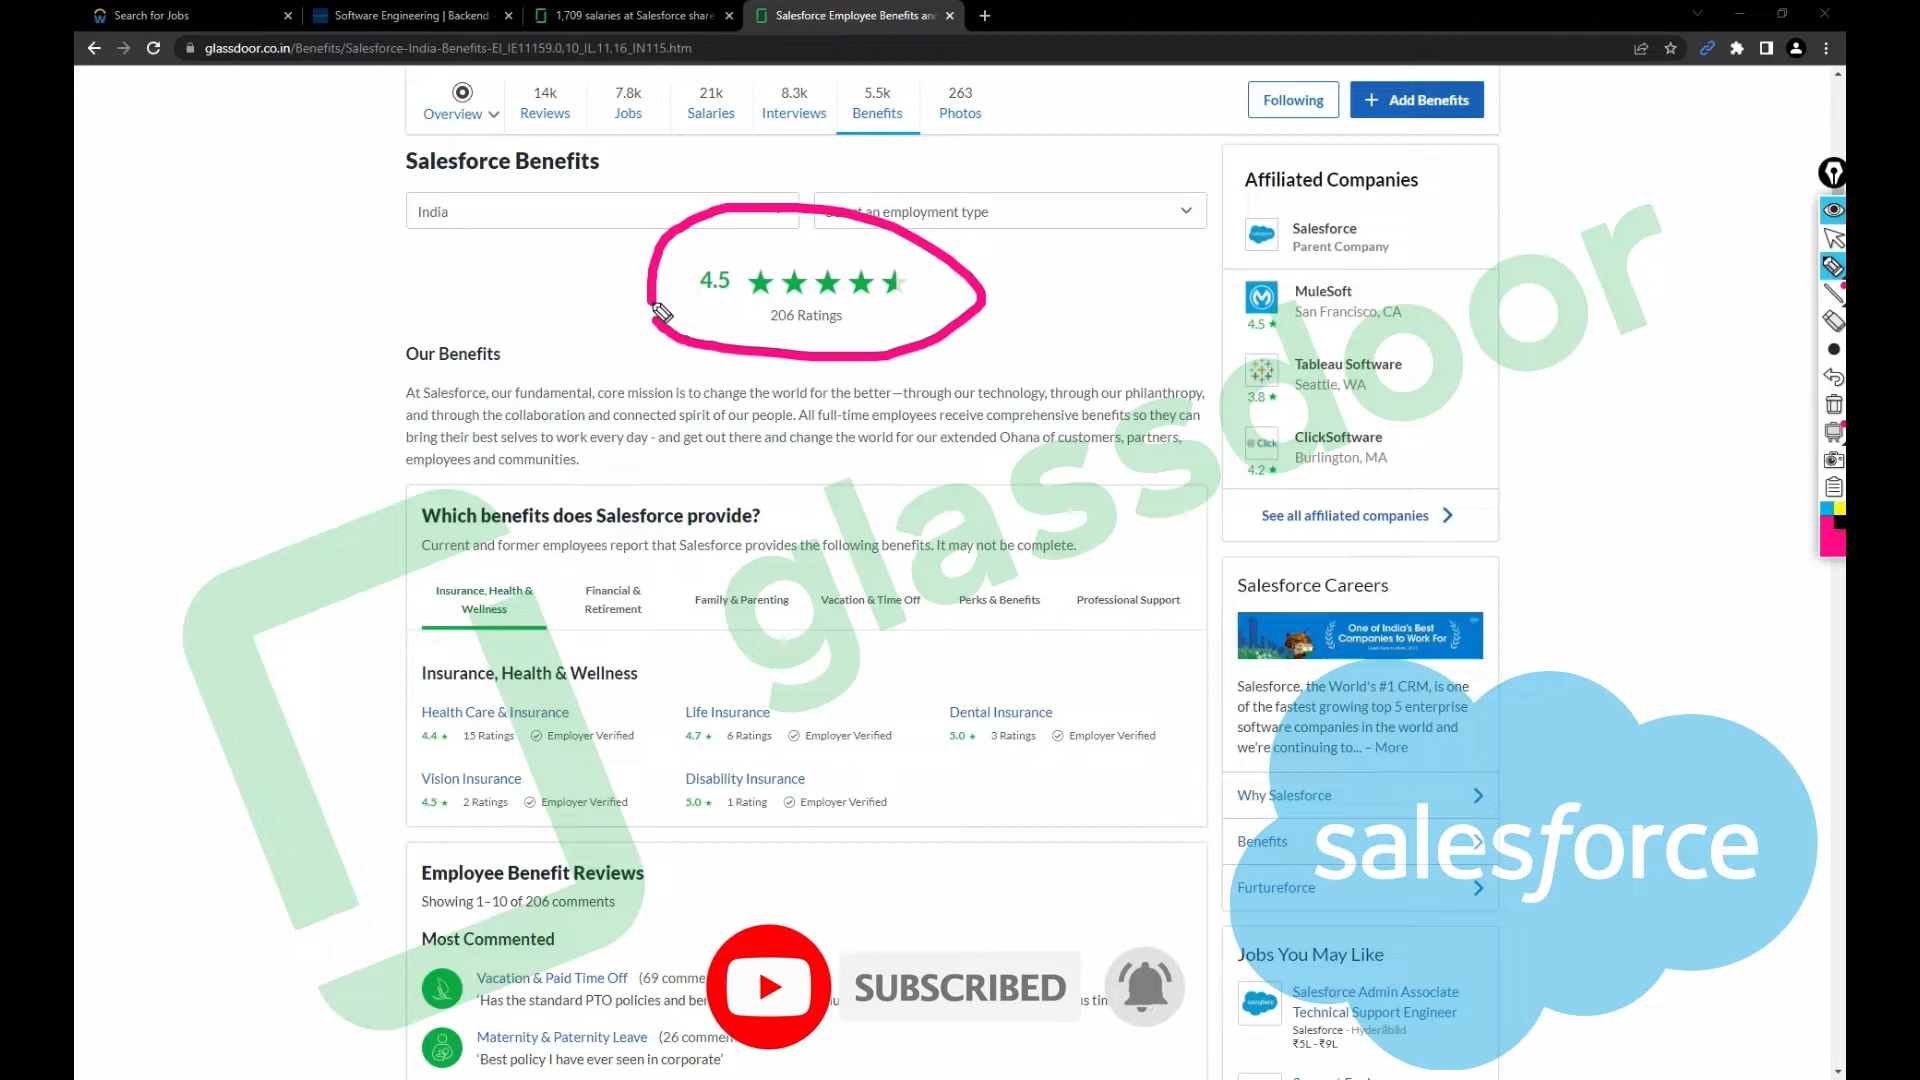 Search for Jobs
Software Engineering | Backend
1,709 salaries at Salesforce share
Salesforce Employee Benefits an
glassdoor.co.in/Benefits/Salesforce-India-Benefits-EI_IE11159.0,10_IL.11,16_IN115.htm
Overview
14k
Reviews
7.8k
Jobs
21k
Salaries
8.3k
Interviews
5.5k
Benefits
263
Photos
Following
+ Add Benefits
Salesforce Benefits
India
an employment type
4.5
206 Ratings
Our Benefits
At Salesforce, our fundamental, core mission is to change the world for the better—through our technology, through our philanthropy,
and through the collaboration and connected spirit of our people. All full-time employees receive comprehensive benefits so they can
bring their best selves to work every day - and get out there and change the world for our extended Ohana of customers, partners,
employees and communities.
Which benefits does Salesforce provide?
Current and former employees report that Salesforce provides the following benefits. It may not be complete.
Insurance, Health &
Wellness
Financial &
Retirement
Family & Parenting
Vacation & Time Off
Perks & Benefits
Professional Support
Insurance, Health & Wellness
Health Care & Insurance
4.4 ★ 15 Ratings Employer Verified
Life Insurance
4.7 ★ 6 Ratings Employer Verified
Dental Insurance
5.0 ★ 3 Ratings Employer Verified
Vision Insurance
4.5 ★ 2 Ratings Employer Verified
Disability Insurance
5.0 ★ 1 Rating Employer Verified
Employee Benefit Reviews
Showing 1–10 of 206 comments
Most Commented
Vacation & Paid Time Off (69 comme
‘Has the standard PTO policies and ber
Maternity & Paternity Leave (26 commen
‘Best policy I have ever seen in corporate’
Affiliated Companies
Salesforce
Parent Company
MuleSoft
San Francisco, CA
4.5 ★
Tableau Software
Seattle, WA
3.8 ★
Click
ClickSoftware
Burlington, MA
4.2 ★
See all affiliated companies
Salesforce Careers
One of India's Best
Companies to Work For
Salesforce, the World's #1 CRM, is one
of the fastest growing top 5 enterprise
software companies in the world and
we're continuing to... – More
Why Salesforce
Benefits
Furtureforce
Jobs You May Like
salesforce
Salesforce Admin Associate
Technical Support Engineer
Salesforce - Hyderābād
₹5L - ₹9L
glassdoor
salesforce
SUBSCRIBED